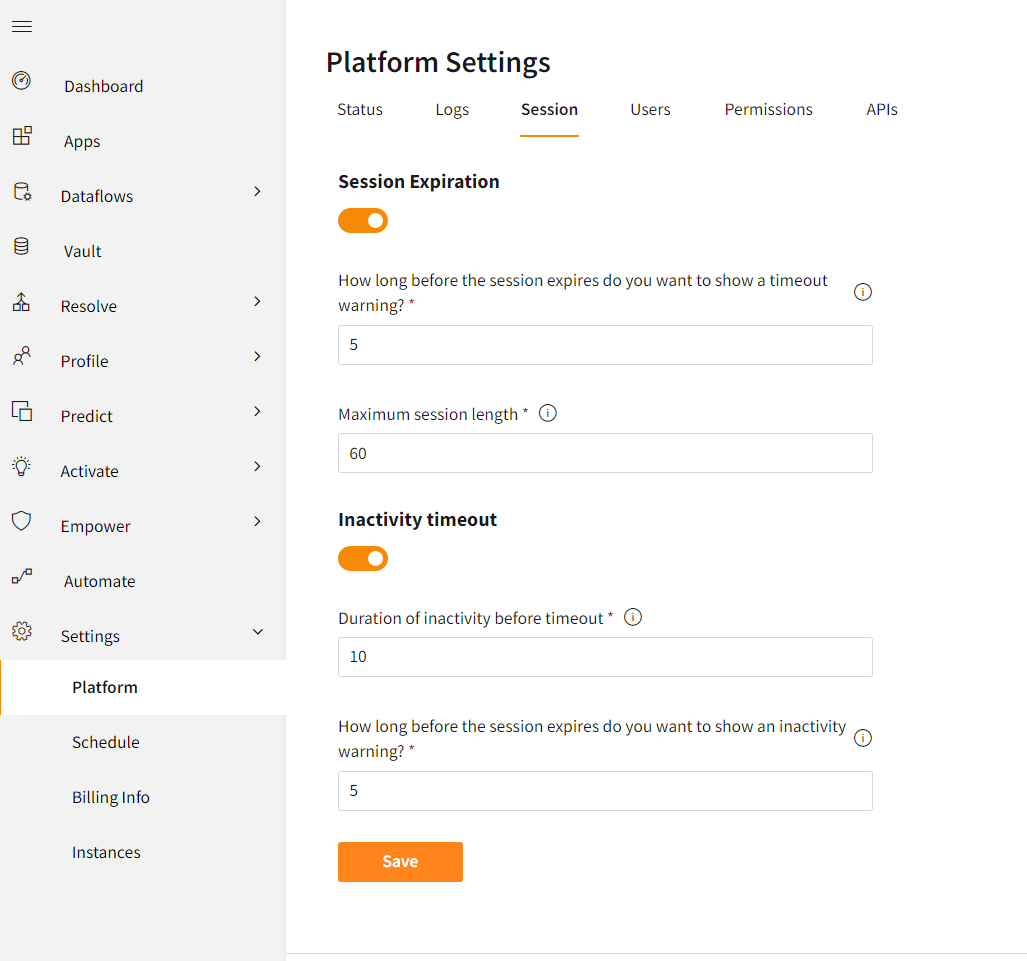 Dashboard
Apps
Dataflows
Vault
Resolve
Profile
Predict
Activate
Empower
Automate
Settings
Platform
Schedule
Billing Info
Instances
Platform Settings
Status Logs Session Users Permissions APIs
Session Expiration
How long before the session expires do you want to show a timeout
warning? *
5
Maximum session length *
60
Inactivity timeout
Duration of inactivity before timeout *
10
How long before the session expires do you want to show an inactivity
warning? *
5
Save